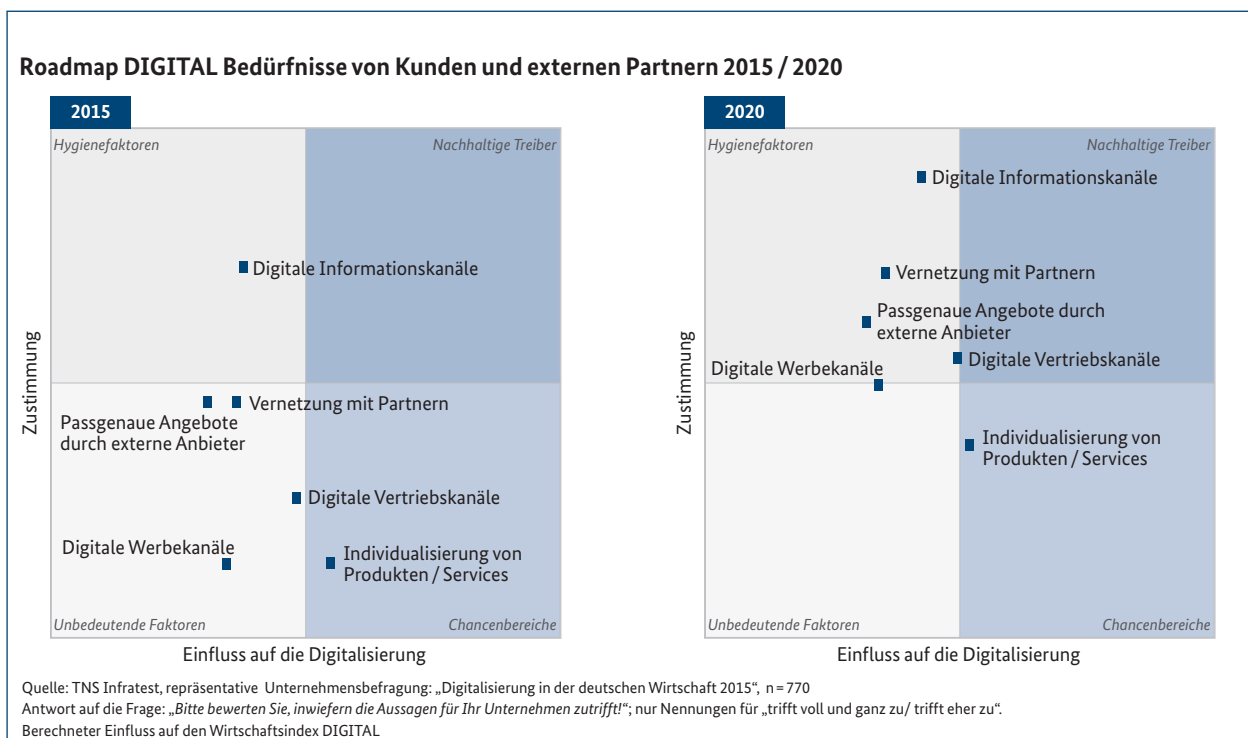 Roadmap DIGITAL Bedürfnisse von Kunden und externen Partnern 2015 / 2020
2015
Hygienefaktoren
Nachhaltige Treiber
Digitale Informationskanäle
Zustimmung
Vernetzung mit Partnern
Passgenaue Angebote
durch externe Anbieter
Digitale Vertriebskanäle
Digitale Werbekanäle
Individualisierung von
Produkten / Services
Unbedeutende Faktoren
Chancenbereiche
Einfluss auf die Digitalisierung
2020
Hygienefaktoren
Nachhaltige Treiber
Digitale Informationskanäle
Vernetzung mit Partnern
Passgenaue Angebote durch
externe Anbieter
Zustimmung
Digitale Vertriebskanäle
Digitale Werbekanäle
Individualisierung von
Produkten / Services
Unbedeutende Faktoren
Chancenbereiche
Einfluss auf die Digitalisierung
Quelle: TNS Infratest, repräsentative Unternehmensbefragung: „Digitalisierung in der deutschen Wirtschaft 2015“, n = 770
Antwort auf die Frage: „Bitte bewerten Sie, inwiefern die Aussagen für Ihr Unternehmen zutrifft!“; nur Nennungen für „trifft voll und ganz zu/ trifft eher zu“.
Berechneter Einfluss auf den Wirtschaftsindex DIGITAL